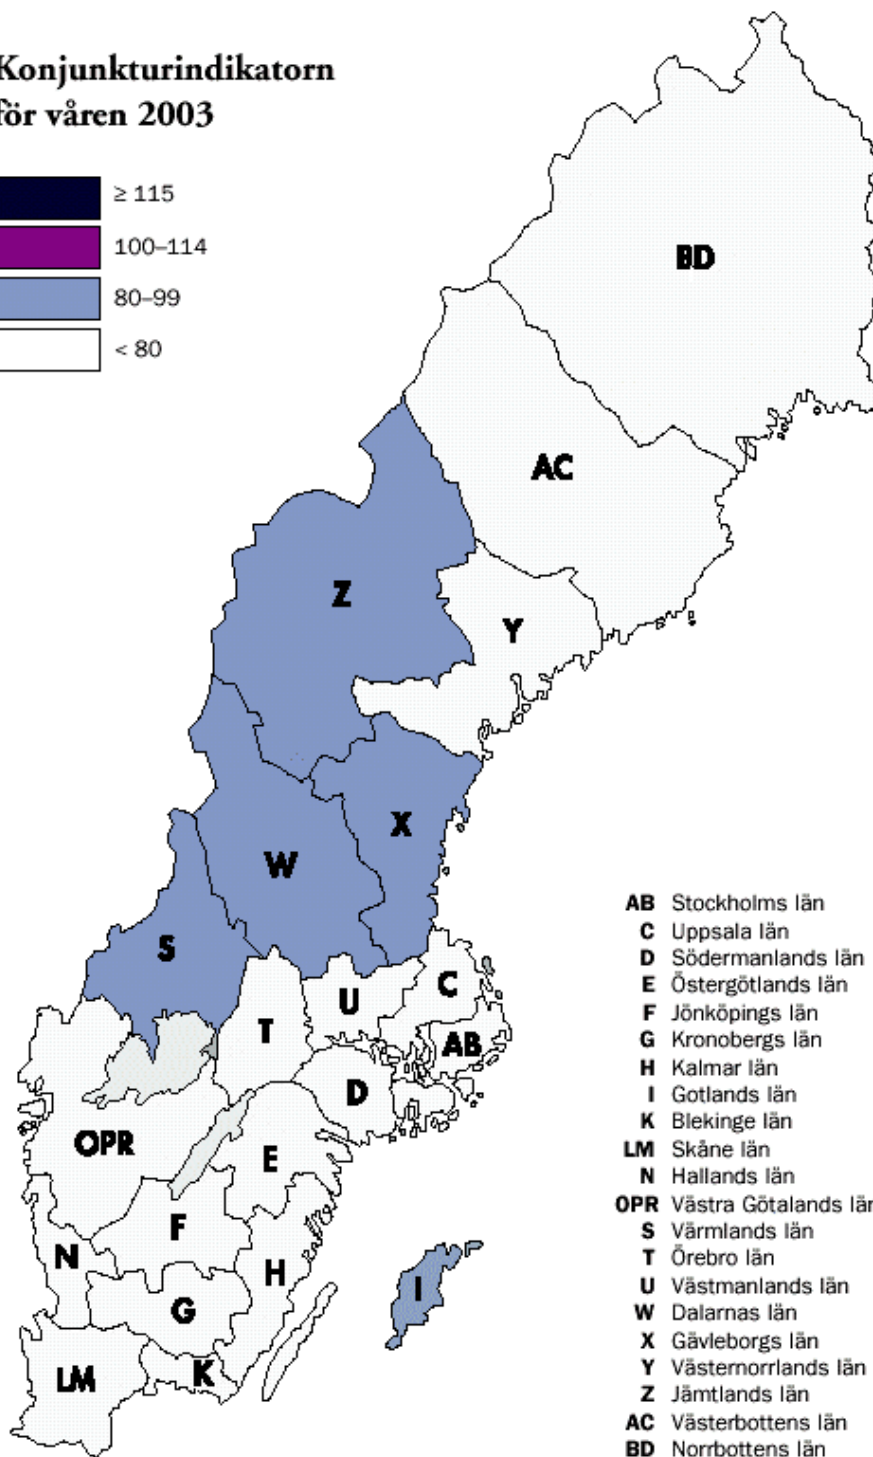 Konjunkturindikatorn
för våren 2003
≥ 115
100–114
80–99
< 80
BD
AC
Z
Y
X
W
S
U
C
T
AB
D
OPR
E
F
N
H
I
G
K
LM
AB Stockholms län
C Uppsala län
D Södermanlands län
E Östergötlands län
F Jönköpings län
G Kronobergs län
H Kalmar län
I Gotlands län
K Blekinge län
LM Skåne län
N Hallands län
OPR Västra Götalands län
S Värmlands län
T Örebro län
U Västmanlands län
W Dalarnas län
X Gävleborgs län
Y Västernorrlands län
Z Jämtlands län
AC Västerbottens län
BD Norrbottens län